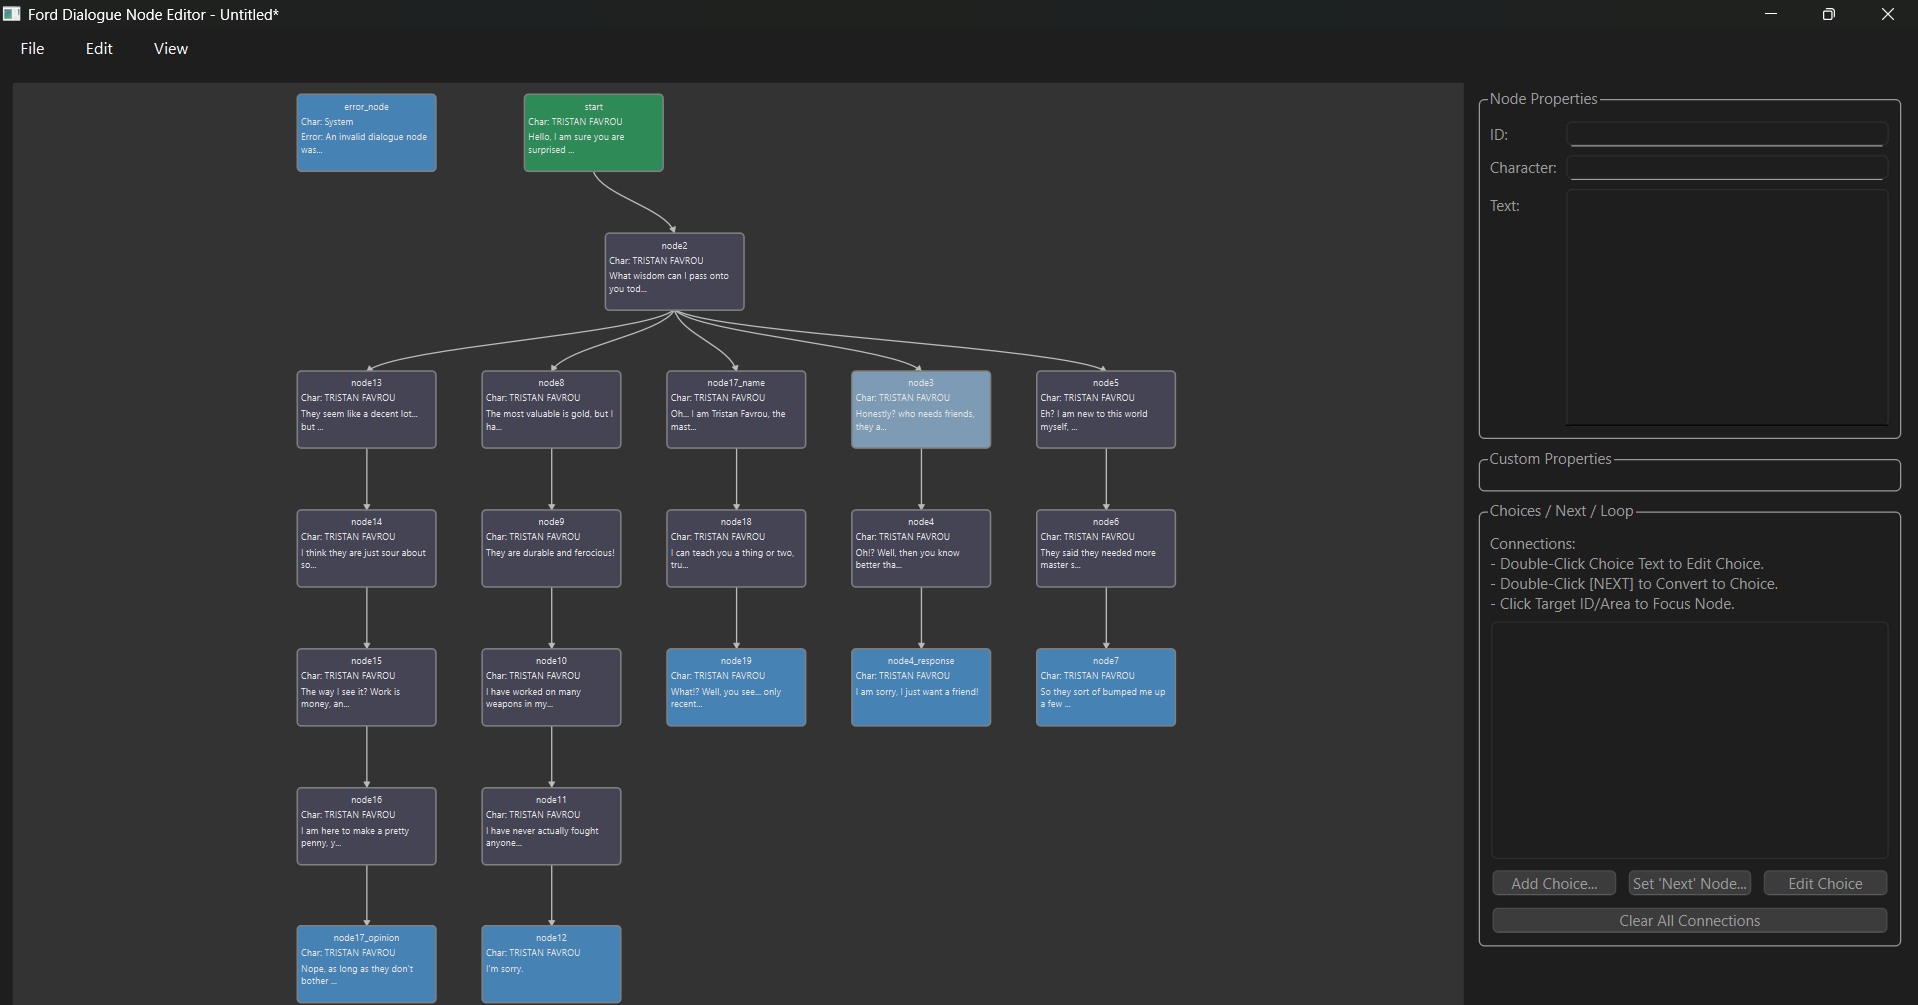 Ford Dialogue Node Editor - Untitled*
File Edit View
error_node
Char: System
Error: An invalid dialogue node
was...
start
Char: TRISTAN FAVROU
Hello, I am sure you are
surprised ...
node2
Char: TRISTAN FAVROU
What wisdom can I pass onto
you tod...
node13
Char: TRISTAN FAVROU
They seem like a decent lot...
but ...
node8
Char: TRISTAN FAVROU
The most valuable is gold, but I
ha...
node17_name
Char: TRISTAN FAVROU
Oh... I am Tristan Favrou, the
mast...
node3
Char: TRISTAN FAVROU
Honestly? who needs friends,
they a...
node5
Char: TRISTAN FAVROU
Eh? I am new to this world
myself, ...
node14
Char: TRISTAN FAVROU
I think they are just sour about
so...
node9
Char: TRISTAN FAVROU
They are durable and ferocious!
node18
Char: TRISTAN FAVROU
I can teach you a thing or two,
tru...
node4
Char: TRISTAN FAVROU
Oh!? Well, then you know
better tha...
node6
Char: TRISTAN FAVROU
They said they needed more
master s...
node15
Char: TRISTAN FAVROU
The way I see it? Work is
money, an...
node10
Char: TRISTAN FAVROU
I have worked on many
weapons in my...
node19
Char: TRISTAN FAVROU
What!? Well, you see... only
recent...
node4_response
Char: TRISTAN FAVROU
I am sorry, I just want a friend!
node7
Char: TRISTAN FAVROU
So they sort of bumped me up
a few ...
node16
Char: TRISTAN FAVROU
I am here to make a pretty
penny, y...
node11
Char: TRISTAN FAVROU
I have never actually fought
anyone...
node17_opinion
Char: TRISTAN FAVROU
Nope, as long as they don't
bother ...
node12
Char: TRISTAN FAVROU
I'm sorry.
Node Properties
ID:
Character:
Text:
Custom Properties
Choices / Next / Loop
Connections:
- Double-Click Choice Text to Edit Choice.
- Double-Click [NEXT] to Convert to Choice.
- Click Target ID/Area to Focus Node.
Add Choice... Set 'Next' Node... Edit Choice
Clear All Connections